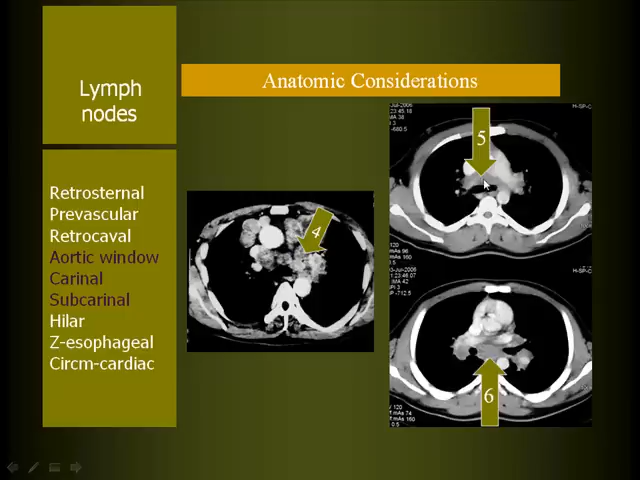 Lymph
nodes
Anatomic Considerations
Retrosternal
Prevascular
Retrocaval
Aortic window
Carinal
Subcarinal
Hilar
Z-esophageal
Circm-cardiac
4
5
6